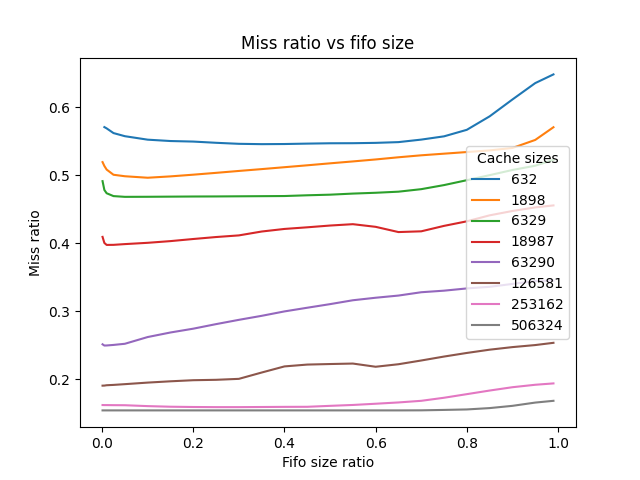 Miss ratio vs fifo size
Miss ratio
0.6
0.5
0.4
0.3
0.2
Cache sizes
632
1898
6329
18987
63290
126581
253162
506324
0.0 0.2 0.4 0.6 0.8 1.0
Fifo size ratio